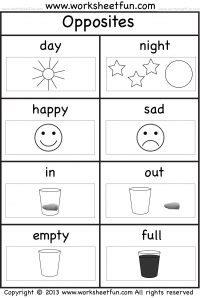 www.worksheetfun.com
Opposites
day night
happy sad
in out
empty full
Copyright © 2013 www.worksheetfun.com All rights reserved